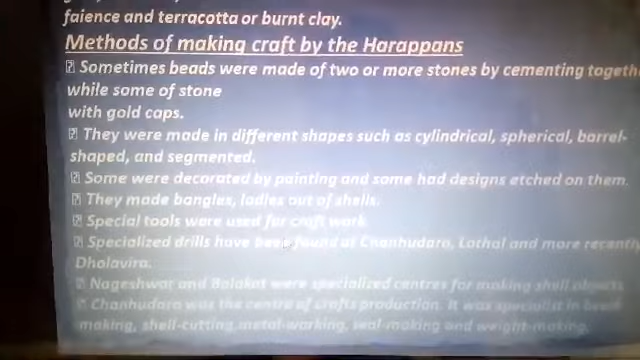 faience and terracotta or burnt clay.
Methods of making craft by the Harappans
Sometimes beads were made of two or more stones by cementing togeth
while some of stone
with gold caps.
They were made in different shapes such as cylindrical, spherical, barrel-
shaped, and segmented.
Some were decorated by painting and some had designs etched on them.
They made bangles, ladles out of shells.
Special tools were used for craft work.
Specialized drills have been found at Chanhudaro, Lothal and more recently
Dholavira.
Nageshwar and Balakot were specialized centres for making shell objects
Chanhudaro was the centre of crafts production. It was specialist in bead
making, shell-cutting, metal-working, seal-making and weight-making.